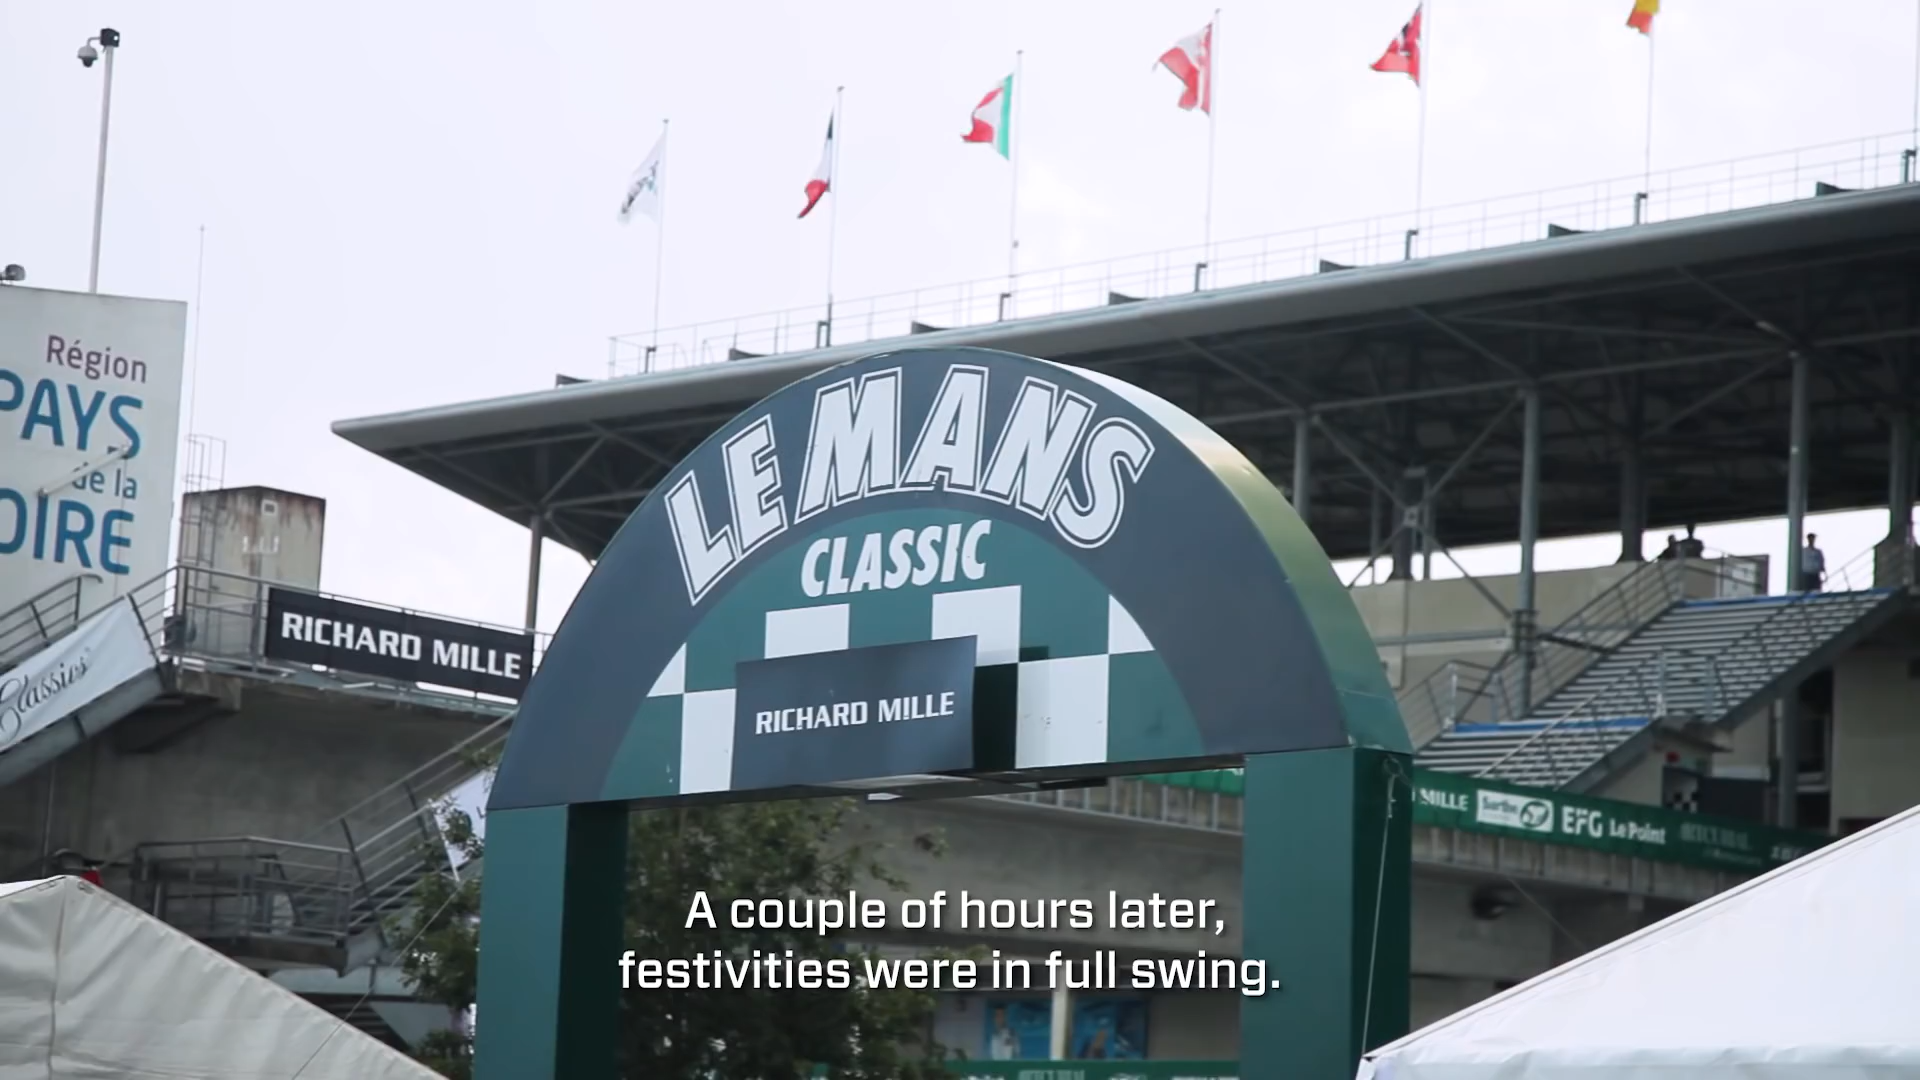 Région
PAYS
de la
OIRE
RICHARD MILLE
Classics
LE MANS
CLASSIC
RICHARD MILLE
MILLE
Sarthe
EFG
Le Point
A couple of hours later,
festivities were in full swing.